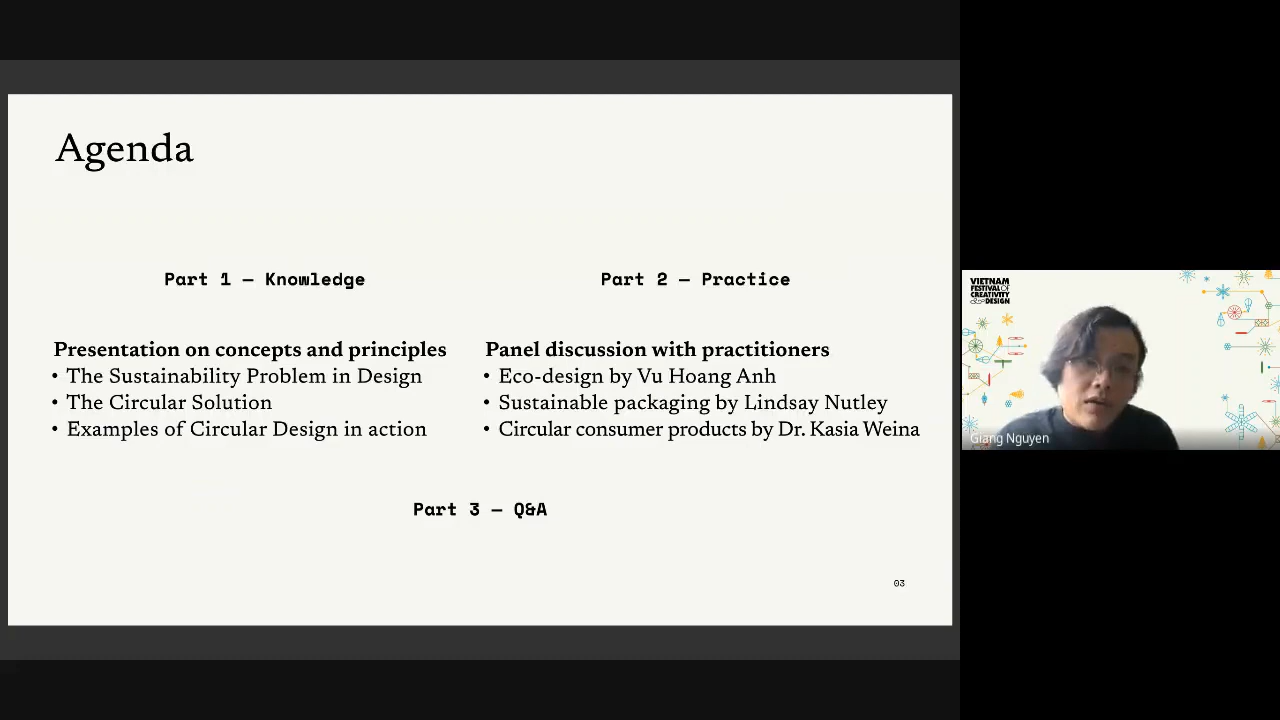 Agenda
Part 1 — Knowledge
Presentation on concepts and principles
• The Sustainability Problem in Design
• The Circular Solution
• Examples of Circular Design in action
Part 2 — Practice
Panel discussion with practitioners
• Eco-design by Vu Hoang Anh
• Sustainable packaging by Lindsay Nutley
• Circular consumer products by Dr. Kasia Weina
Part 3 — Q&A
03
VIETNAM
FESTIVAL OF
CREATIVITY
& DESIGN
Giang Nguyen